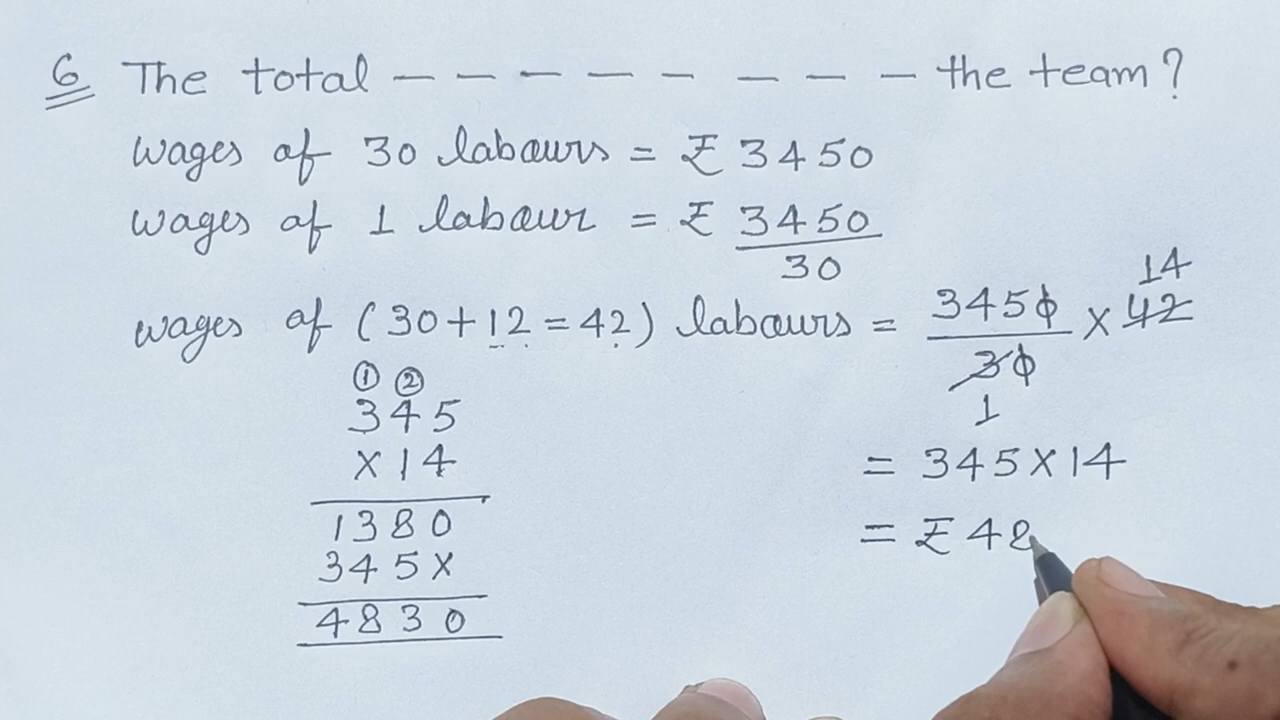 6 The total — — — — — — — — — the team?
wages of 30 labours = ₹ 3450
wages of 1 labour = ₹ 3450
30
wages of (30+12=42) labours = 3450 × 42
14
30
1
① ②
345
×14
1380
345×
4830
= 345×14
= ₹ 48